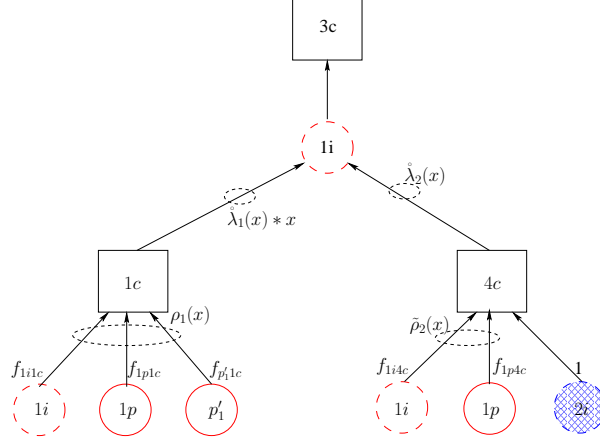 3c
1i
λ̊₂(x)
λ̊₁(x) * x
1c
4c
ρ₁(x)
ρ̃₂(x)
f₁ᵢ₁c f₁ₚ₁c f_{p′₁1c} f₁ᵢ₄c f₁ₚ₄c 1
1i 1p p′₁ 1i 1p 2i